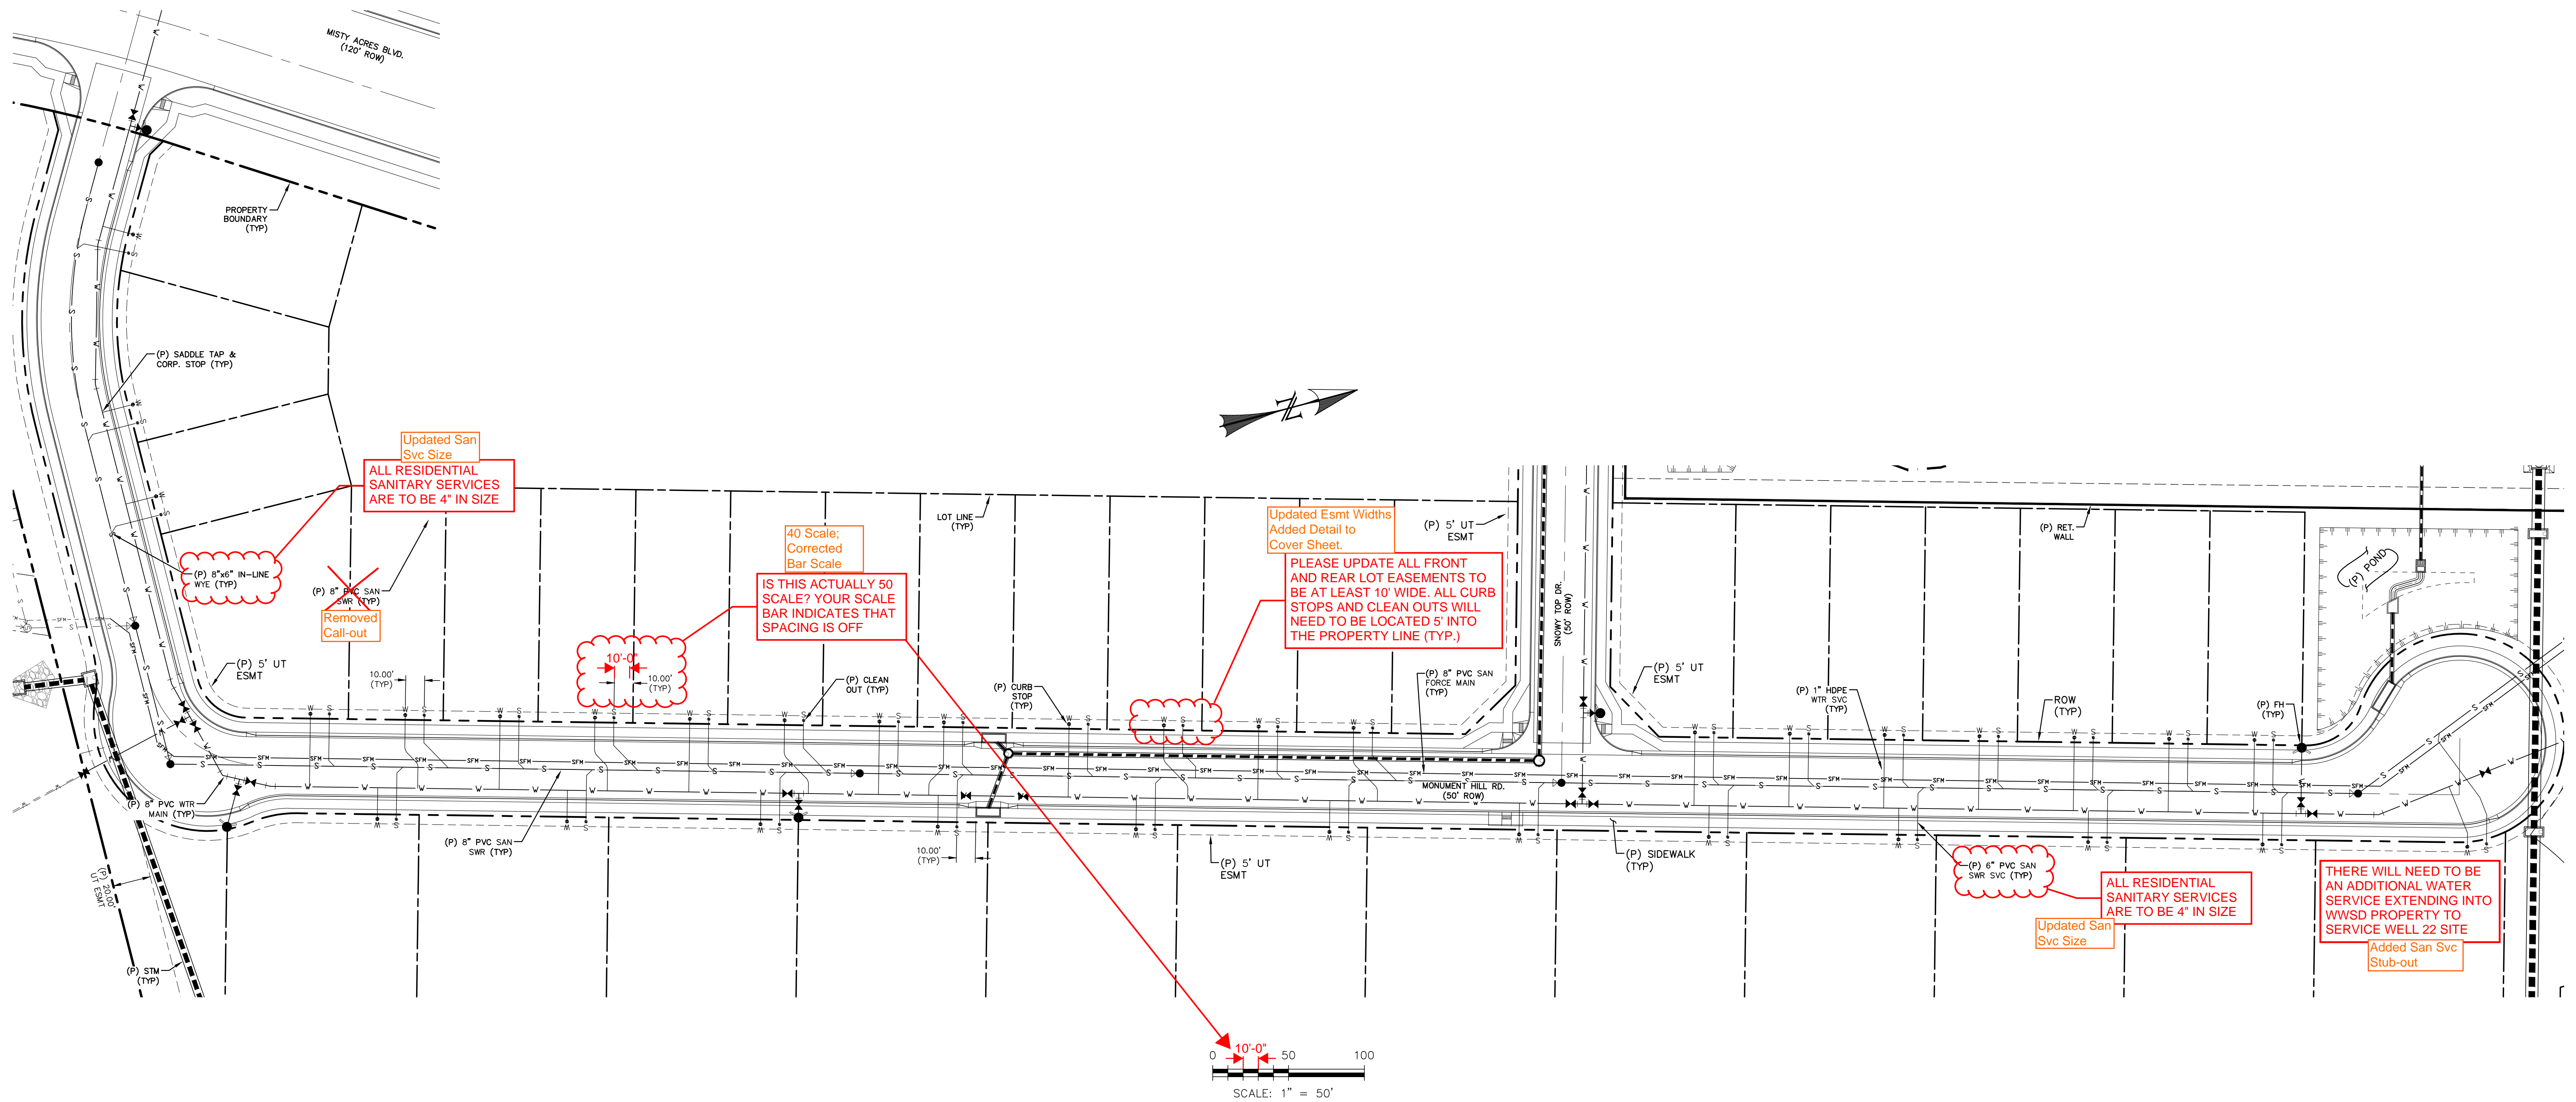 MISTY ACRES BLVD.
(120' ROW)
PROPERTY
BOUNDARY
(TYP)
(P) SADDLE TAP &
CORP. STOP (TYP)
Updated San
Svc Size
ALL RESIDENTIAL
SANITARY SERVICES
ARE TO BE 4" IN SIZE
(P) 8"x6" IN-LINE
WYE (TYP)
(P) 8" PVC SAN
SWR (TYP)
Removed
Call-out
(P) 5' UT
ESMT
10.00'
(TYP)
10'-0"
10.00'
(TYP)
40 Scale;
Corrected
Bar Scale
IS THIS ACTUALLY 50
SCALE? YOUR SCALE
BAR INDICATES THAT
SPACING IS OFF
LOT LINE
(TYP)
(P) CLEAN
OUT (TYP)
(P) CURB
STOP
(TYP)
Updated Esmt Widths
Added Detail to
Cover Sheet.
PLEASE UPDATE ALL FRONT
AND REAR LOT EASEMENTS TO
BE AT LEAST 10' WIDE. ALL CURB
STOPS AND CLEAN OUTS WILL
NEED TO BE LOCATED 5' INTO
THE PROPERTY LINE (TYP.)
(P) 5' UT
ESMT
(P) 8" PVC SAN
FORCE MAIN
(TYP)
SNOWY TOP DR.
(50' ROW)
(P) 5' UT
ESMT
(P) 1" HDPE
WTR SVC
(TYP)
(P) RET.
WALL
ROW
(TYP)
(P) FH
(TYP)
(P) POND
MONUMENT HILL RD.
(50' ROW)
(P) 8" PVC WTR
MAIN (TYP)
(P) 8" PVC SAN
SWR (TYP)
10.00'
(TYP)
(P) 5' UT
ESMT
(P) SIDEWALK
(TYP)
(P) 6" PVC SAN
SWR SVC (TYP)
ALL RESIDENTIAL
SANITARY SERVICES
ARE TO BE 4" IN SIZE
Updated San
Svc Size
THERE WILL NEED TO BE
AN ADDITIONAL WATER
SERVICE EXTENDING INTO
WWSD PROPERTY TO
SERVICE WELL 22 SITE
Added San Svc
Stub-out
(P) 20.00'
UT ESMT
(P) STM
(TYP)
0 10'-0" 50 100
SCALE: 1" = 50'